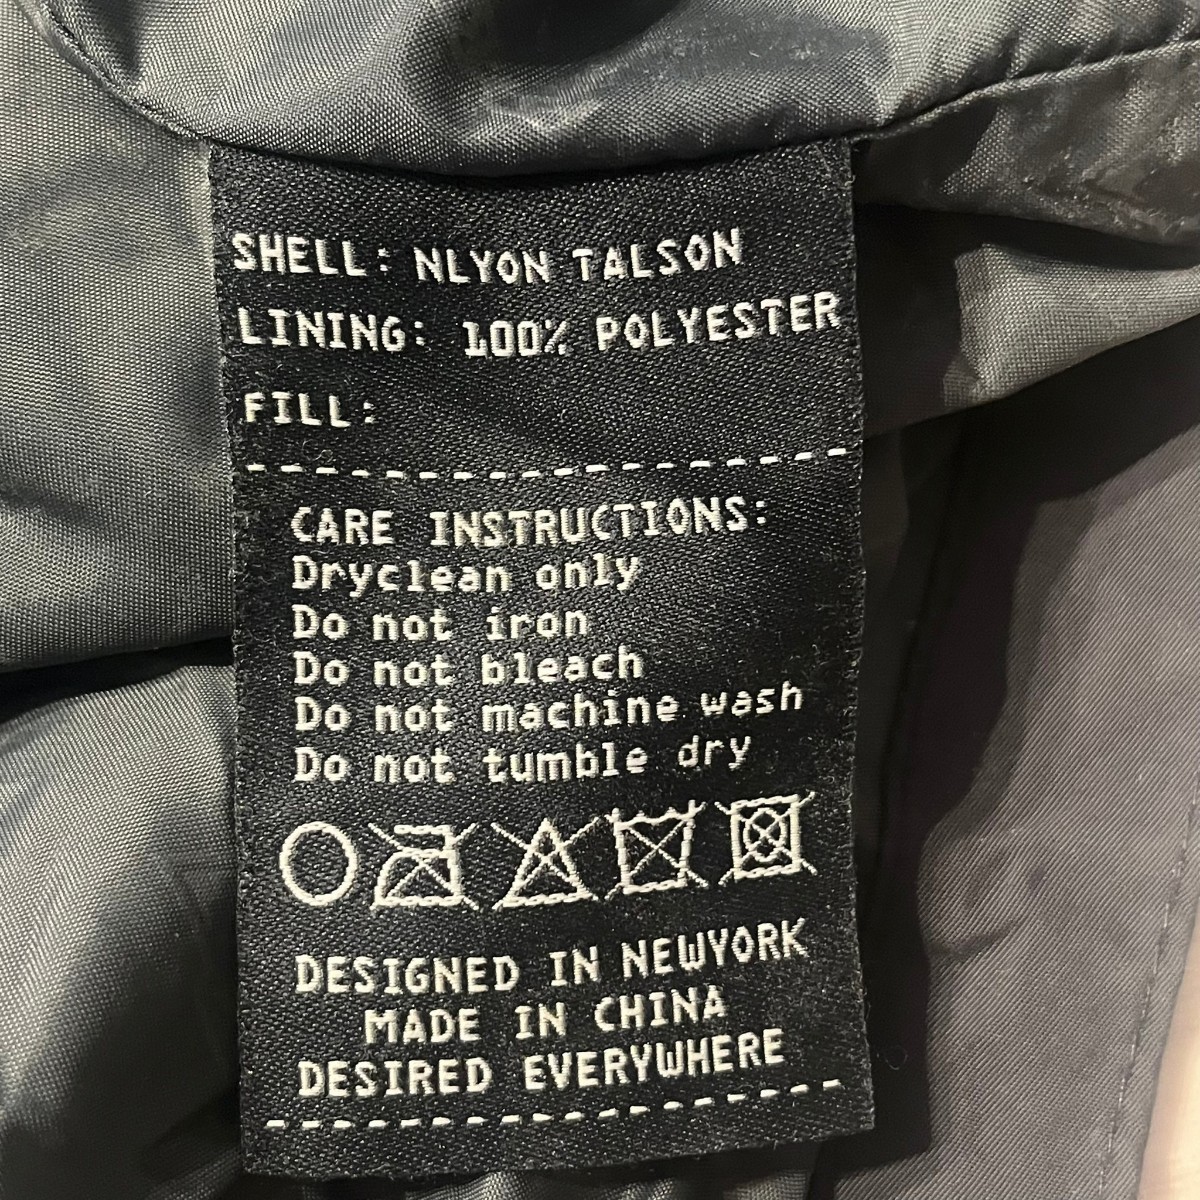 SHELL: NLYON TALSON
LINING: 100% POLYESTER
FILL:
CARE INSTRUCTIONS:
Dryclean only
Do not iron
Do not bleach
Do not machine wash
Do not tumble dry
DESIGNED IN NEWYORK
MADE IN CHINA
DESIRED EVERYWHERE